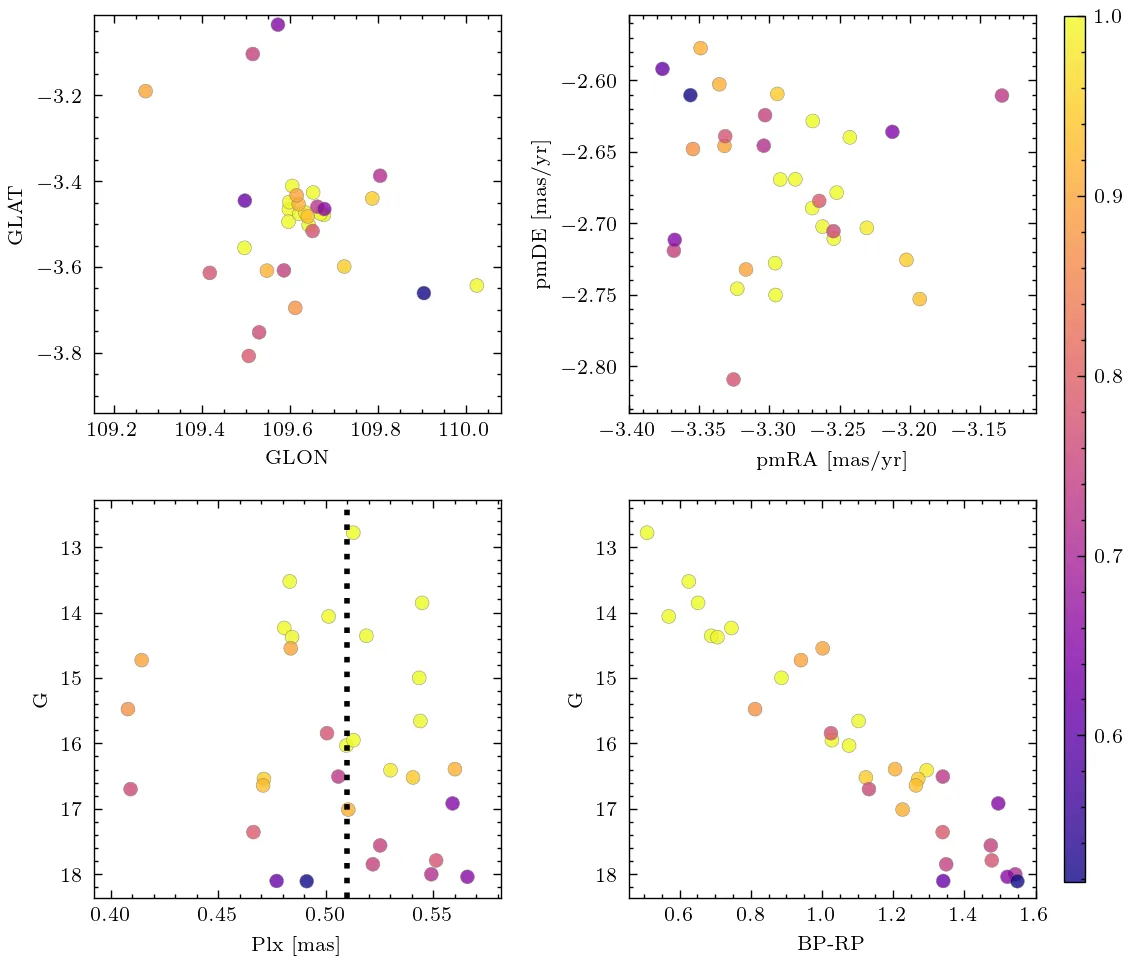 −3.2
−3.4
−3.6
−3.8
GLAT
109.2 109.4 109.6 109.8 110.0
GLON
−2.60
−2.65
−2.70
−2.75
−2.80
pmDE [mas/yr]
−3.40 −3.35 −3.30 −3.25 −3.20 −3.15
pmRA [mas/yr]
1.0
0.9
0.8
0.7
0.6
13
14
15
16
17
18
G
0.40 0.45 0.50 0.55
Plx [mas]
13
14
15
16
17
18
G
0.6 0.8 1.0 1.2 1.4 1.6
BP-RP